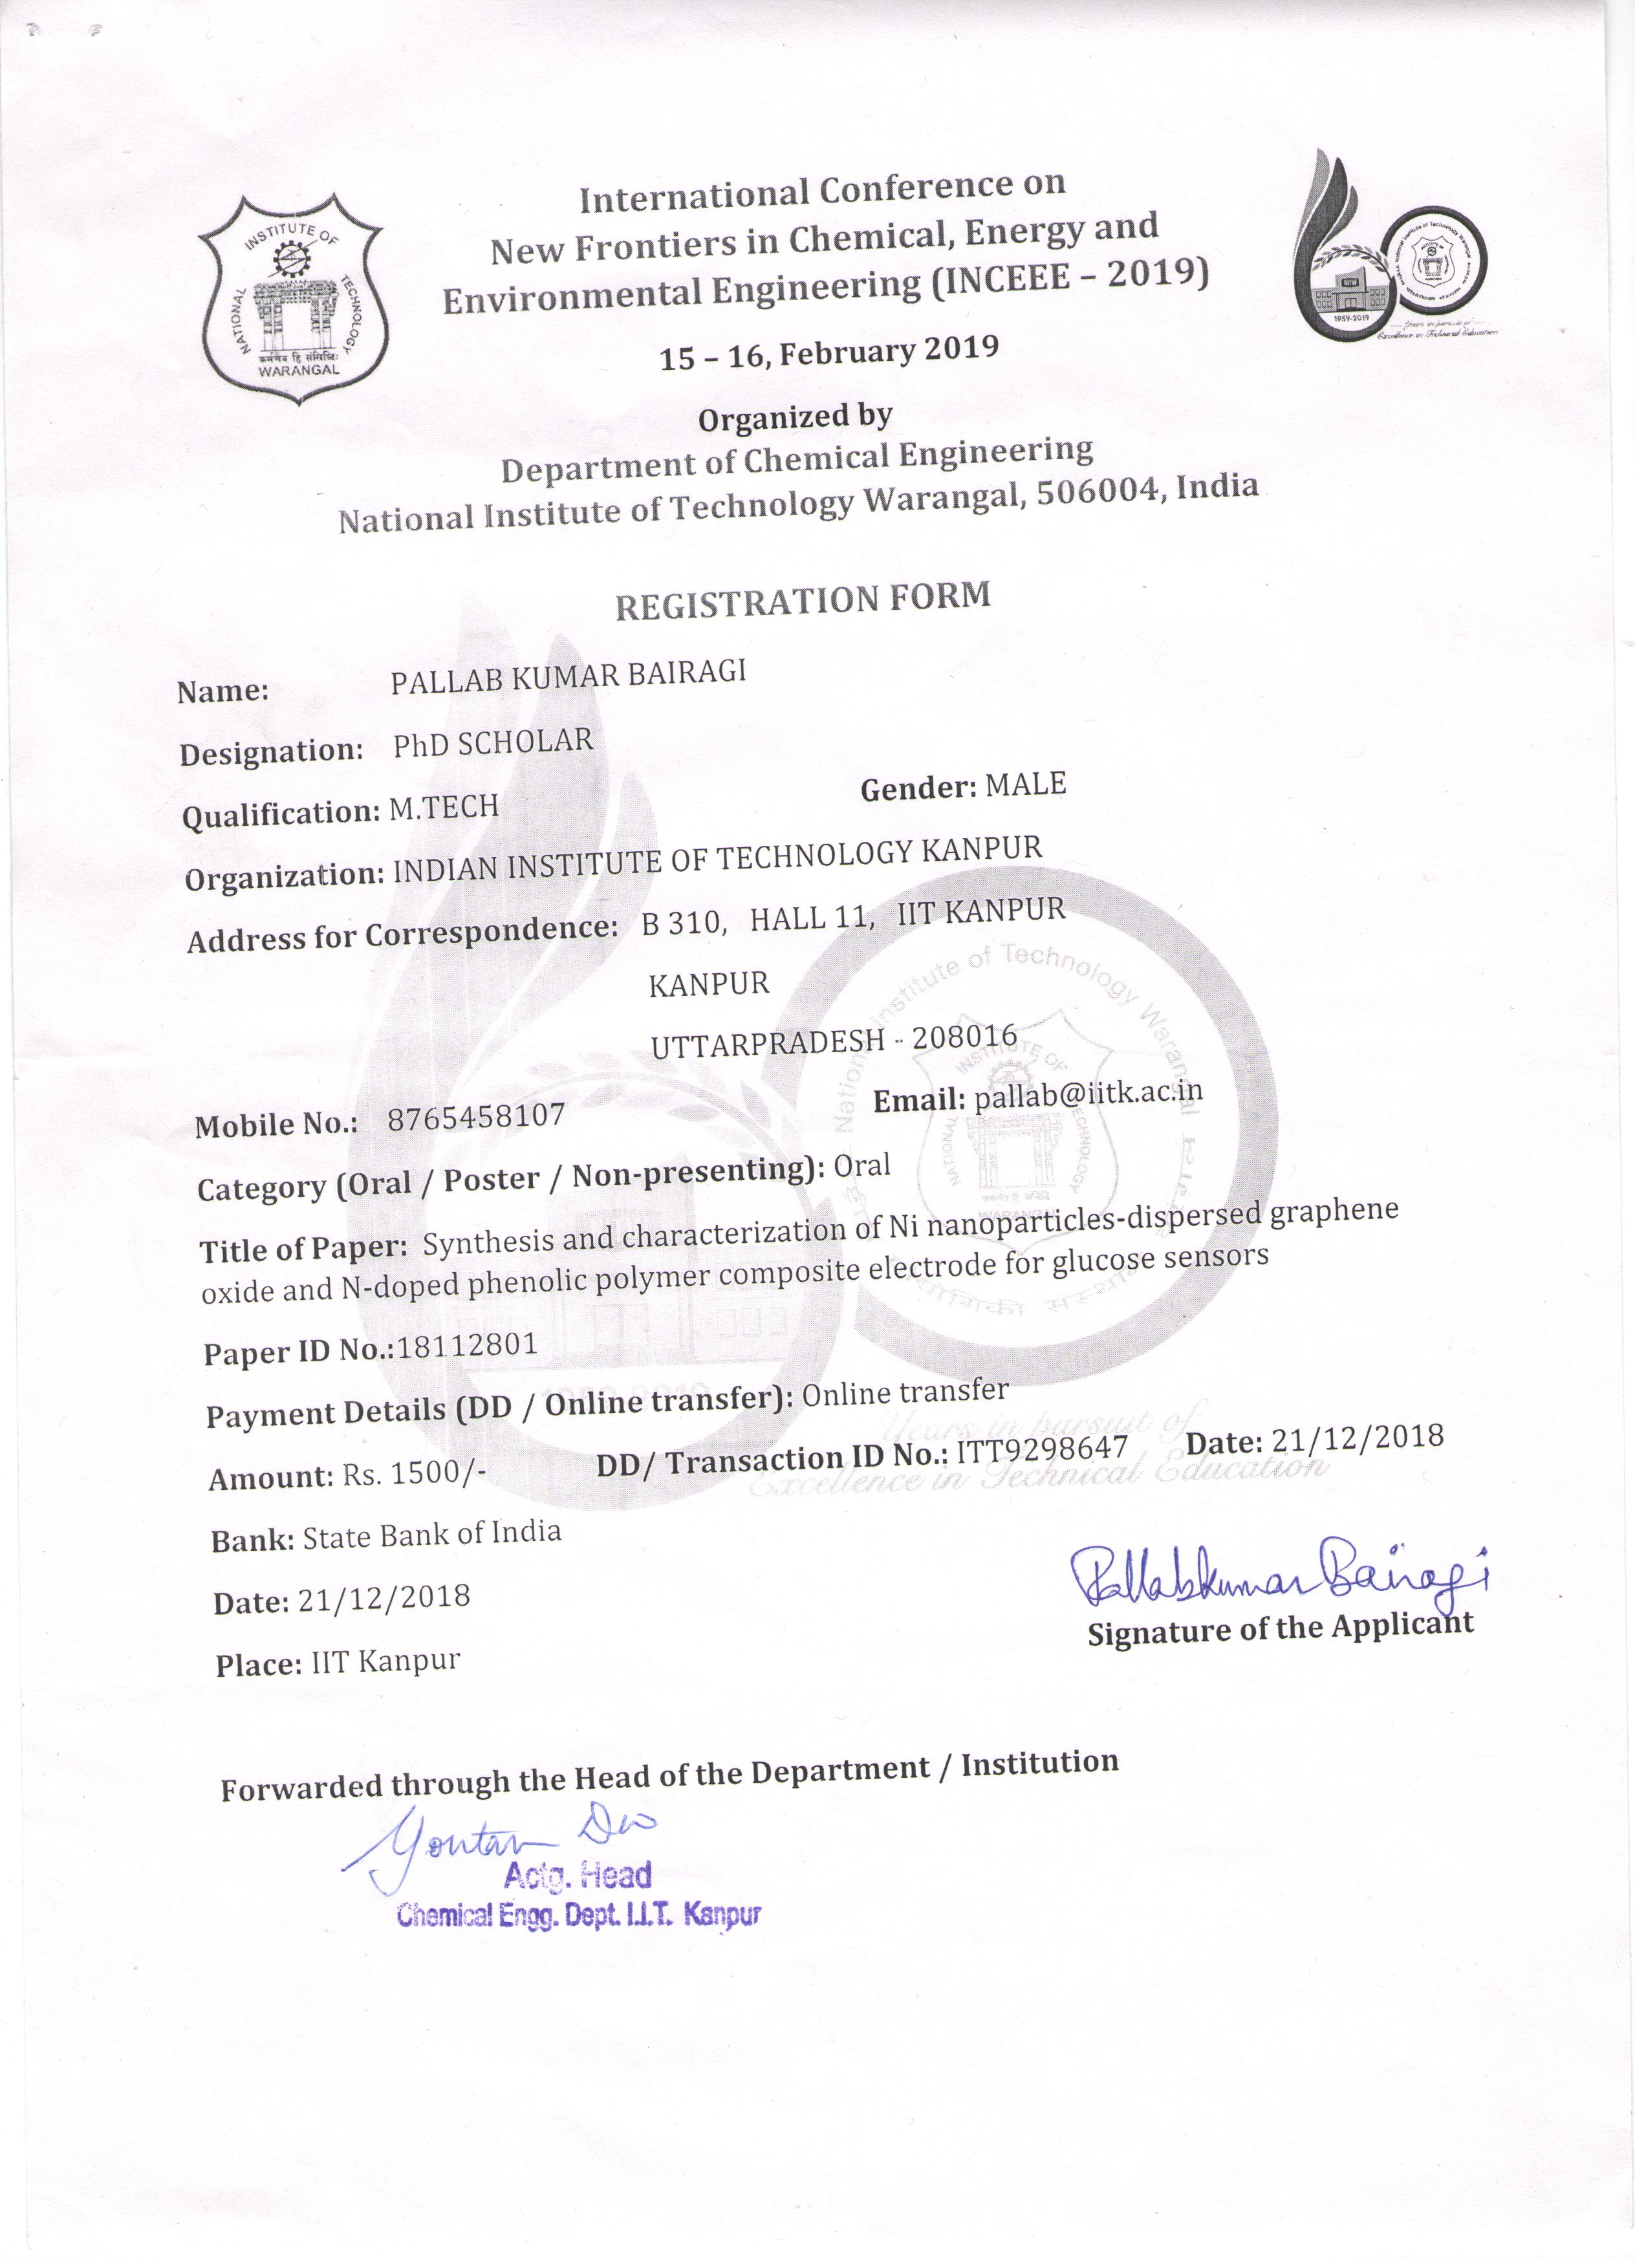 International Conference on
New Frontiers in Chemical, Energy and
Environmental Engineering (INCEEE – 2019)
15 – 16, February 2019
Organized by
Department of Chemical Engineering
National Institute of Technology Warangal, 506004, India
NATIONAL INSTITUTE OF TECHNOLOGY
WARANGAL
1959-2019
Years in pursuit of
Excellence in Technical Education
REGISTRATION FORM
Name: PALLAB KUMAR BAIRAGI
Designation: PhD SCHOLAR
Qualification: M.TECH Gender: MALE
Organization: INDIAN INSTITUTE OF TECHNOLOGY KANPUR
Address for Correspondence: B 310, HALL 11, IIT KANPUR
KANPUR
UTTARPRADESH - 208016
Mobile No.: 8765458107 Email: pallab@iitk.ac.in
Category (Oral / Poster / Non-presenting): Oral
Title of Paper: Synthesis and characterization of Ni nanoparticles-dispersed graphene
oxide and N-doped phenolic polymer composite electrode for glucose sensors
Paper ID No.:18112801
Payment Details (DD / Online transfer): Online transfer
Amount: Rs. 1500/- DD/ Transaction ID No.: ITT9298647 Date: 21/12/2018
Bank: State Bank of India
Date: 21/12/2018
Place: IIT Kanpur
Pallab kumar Bairagi
Signature of the Applicant
Forwarded through the Head of the Department / Institution
Actg. Head
Chemical Engg. Dept. I.I.T. Kanpur